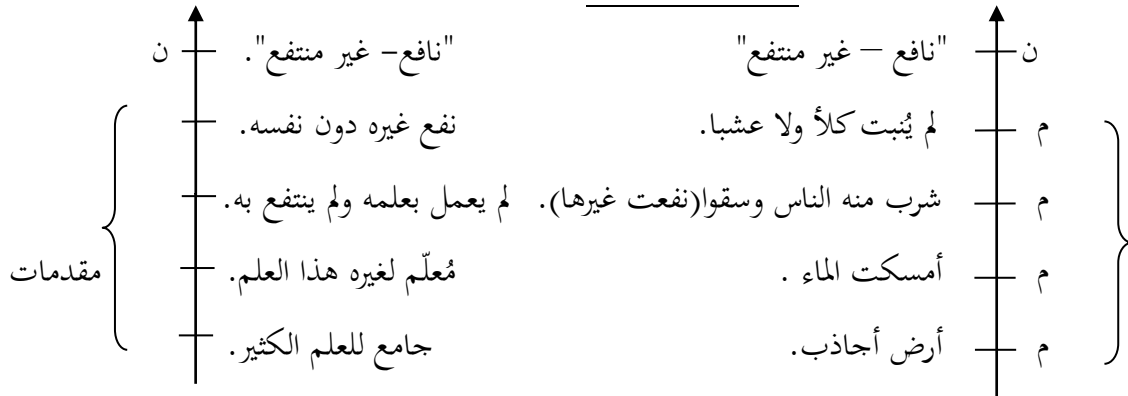 ن "نافع – غير منتفع" "نافع- غير منتفع". ن
م لم يُنبت كلأ ولا عشبا. نفع غيره دون نفسه.
م شرب منه الناس وسقوا(نفعت غيرها). لم يعمل بعلمه ولم ينتفع به.
م أمسكت الماء . مُعلّم لغيره هذا العلم. مقدمات
م أرض أجاذب. جامع للعلم الكثير.